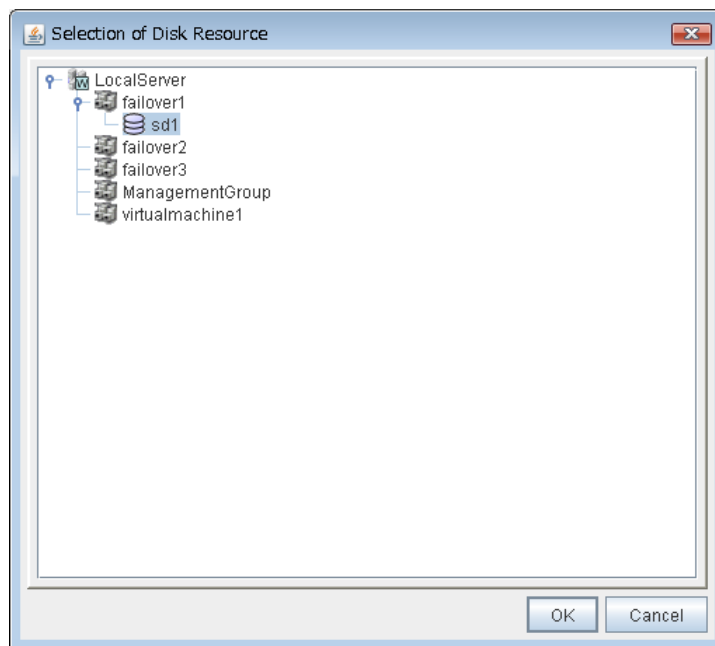 Selection of Disk Resource
LocalServer
failover1
sd1
failover2
failover3
ManagementGroup
virtualmachine1
OK Cancel